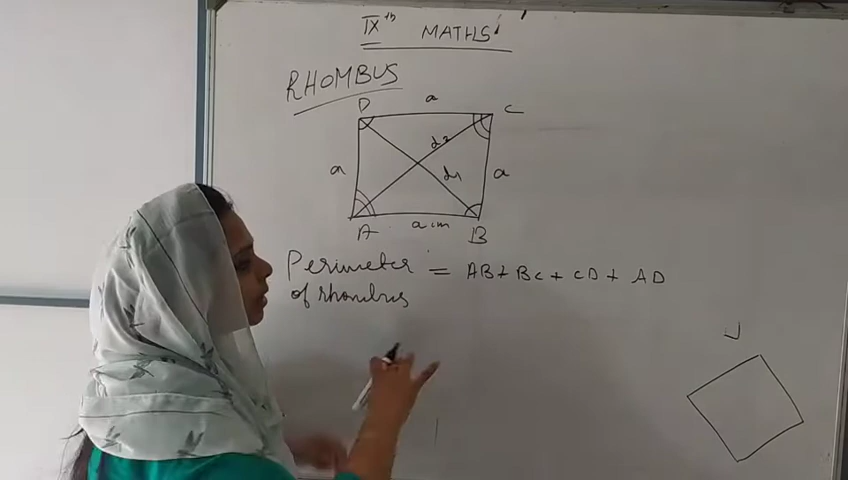 IXth MATHS
RHOMBUS
D a C
d2
a d1 a
A a cm B
Perimeter = AB + BC + CD + AD
of rhombus